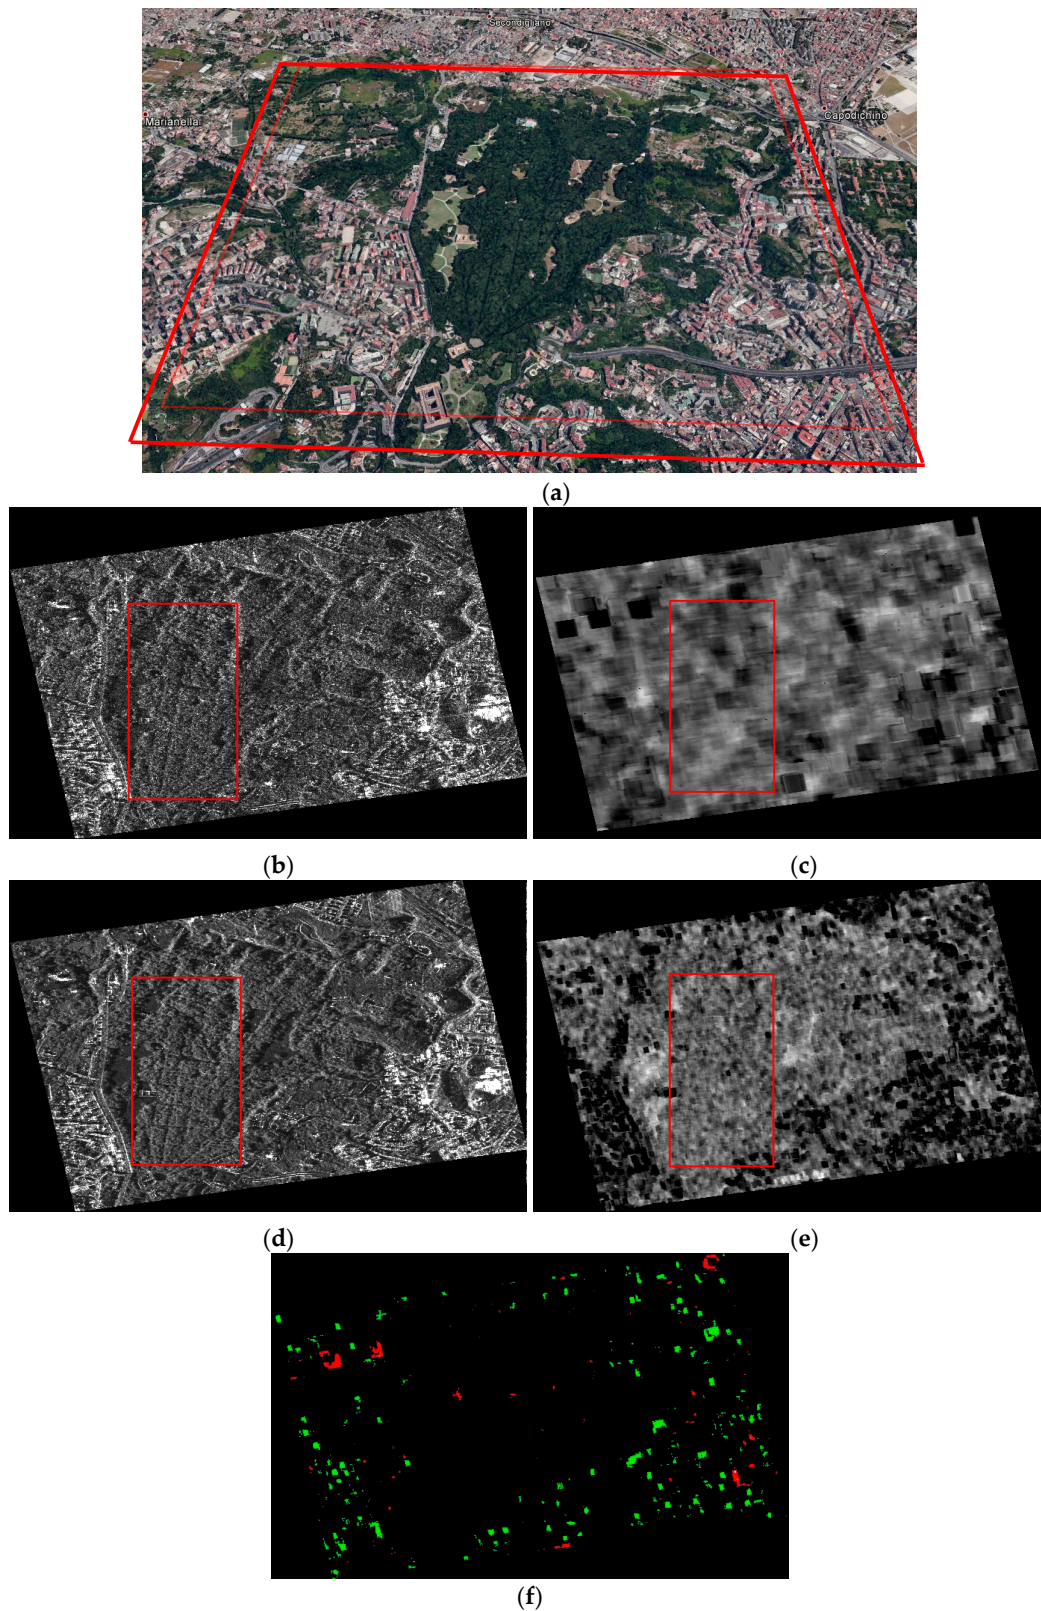 Secondigliano
Marianella
Capodichino
(a)
(b)
(c)
(d)
(e)
(f)